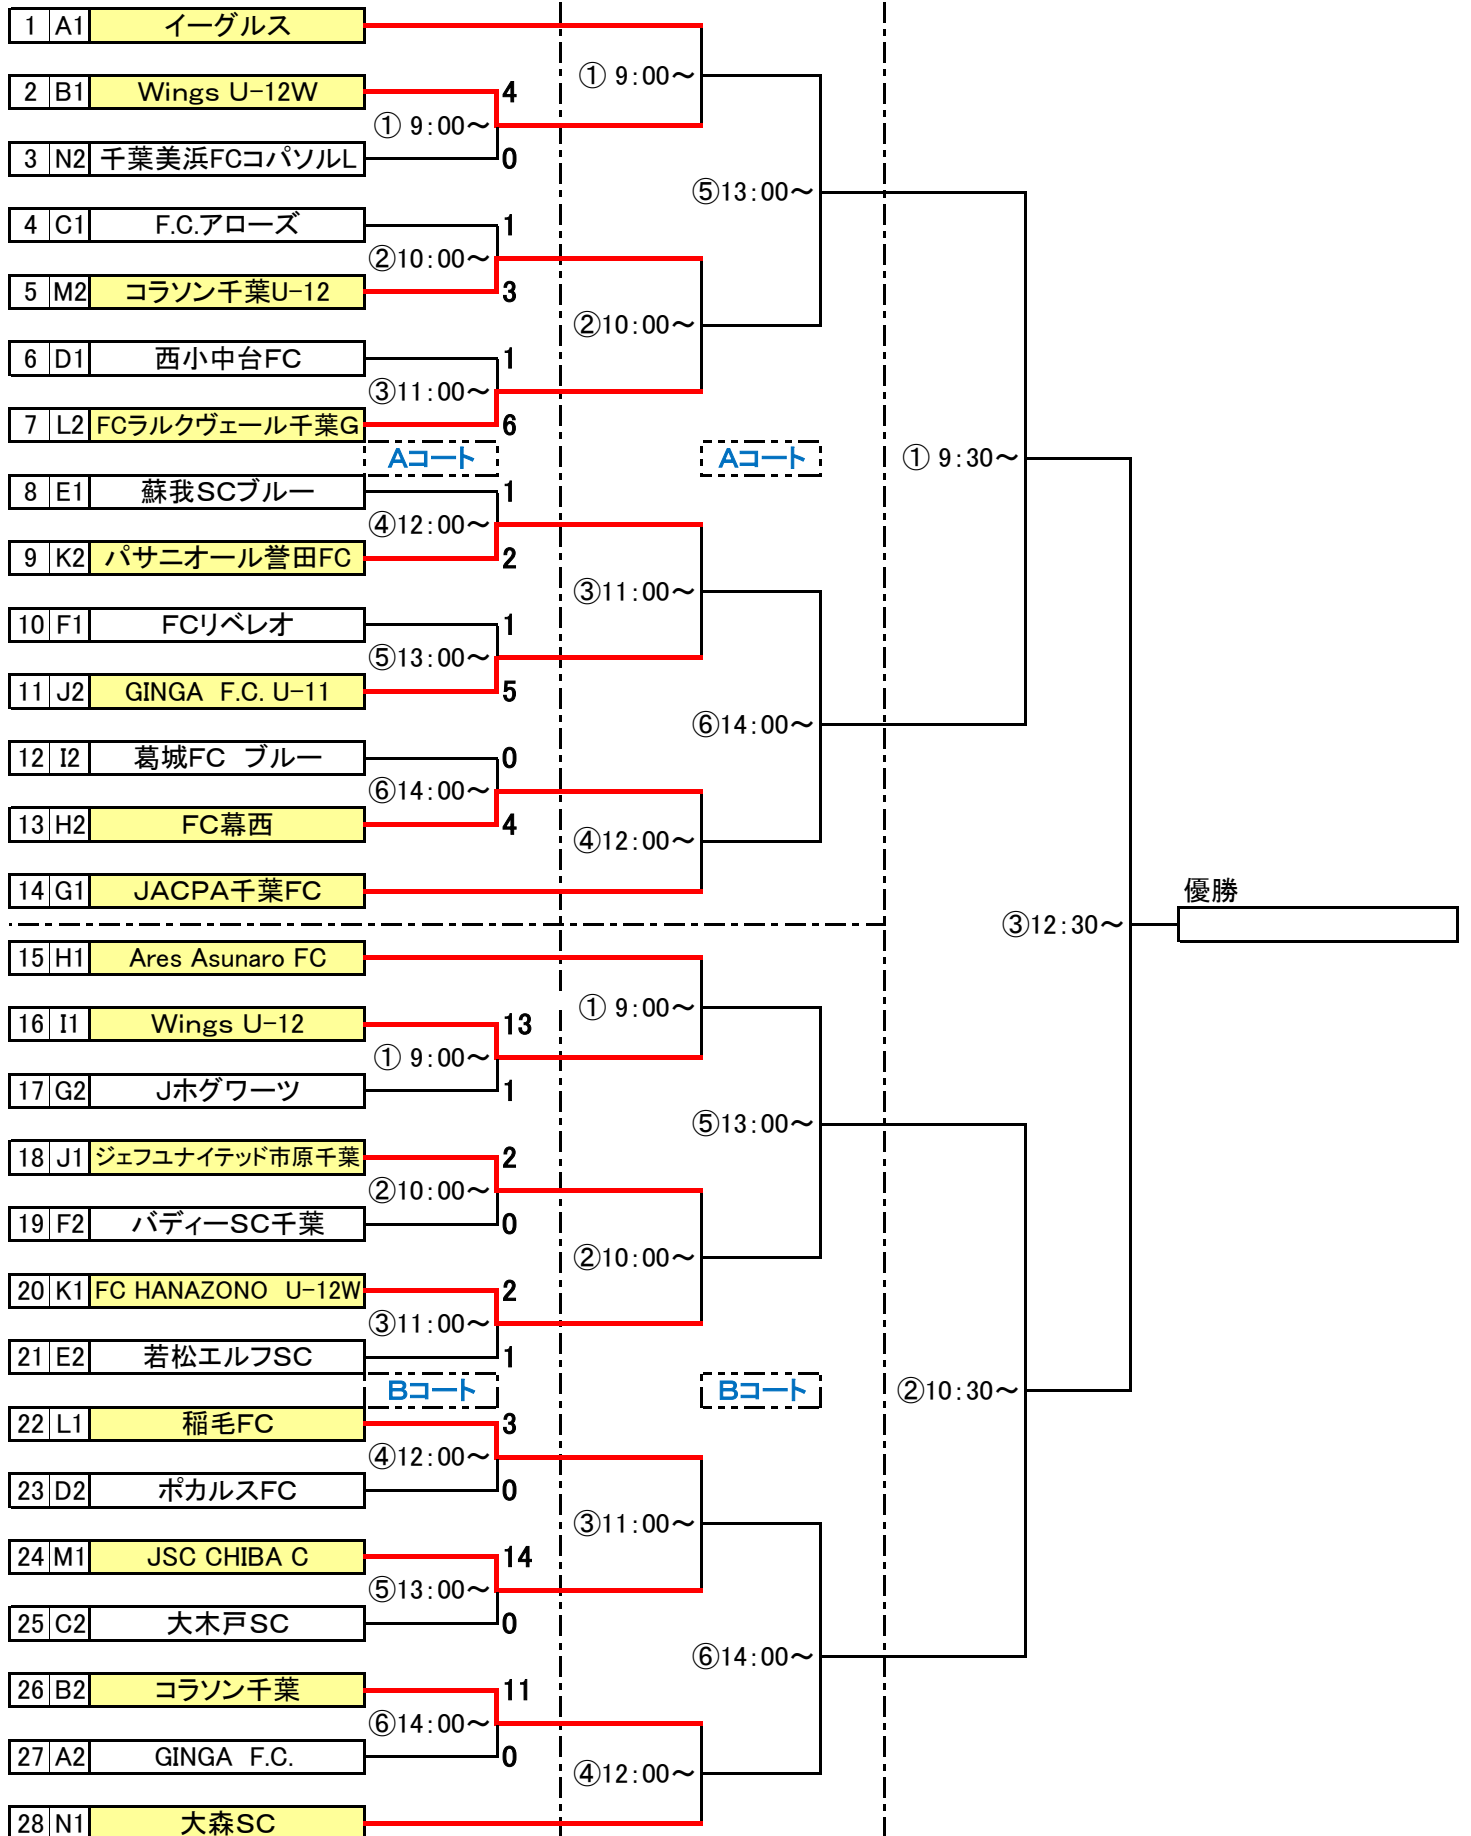 1 A1 イーグルス
① 9:00～
2 B1 Wings U-12W 4
① 9:00～
3 N2 千葉美浜FCコパソルL 0
⑤13:00～
4 C1 F.C.アローズ 1
②10:00～
5 M2 コラソン千葉U-12 3
②10:00～
6 D1 西小中台FC 1
③11:00～
7 L2 FCラルクヴェール千葉G 6
Aコート Aコート ① 9:30～
8 E1 蘇我SCブルー 1
④12:00～
9 K2 パサニオール誉田FC 2
③11:00～
10 F1 FCリベレオ 1
⑤13:00～
11 J2 GINGA F.C. U-11 5
⑥14:00～
12 I2 葛城FC ブルー 0
⑥14:00～
13 H2 FC幕西 4
④12:00～
14 G1 JACPA千葉FC
優勝
③12:30～
15 H1 Ares Asunaro FC
① 9:00～
16 I1 Wings U-12 13
① 9:00～
17 G2 Jホグワーツ 1
⑤13:00～
18 J1 ジェフユナイテッド市原千葉 2
②10:00～
19 F2 バディーSC千葉 0
②10:00～
20 K1 FC HANAZONO U-12W 2
③11:00～
21 E2 若松エルフSC 1
Bコート Bコート ②10:30～
22 L1 稲毛FC 3
④12:00～
23 D2 ポカルスFC 0
③11:00～
24 M1 JSC CHIBA C 14
⑤13:00～
25 C2 大木戸SC 0
⑥14:00～
26 B2 コラソン千葉 11
⑥14:00～
27 A2 GINGA F.C. 0
④12:00～
28 N1 大森SC